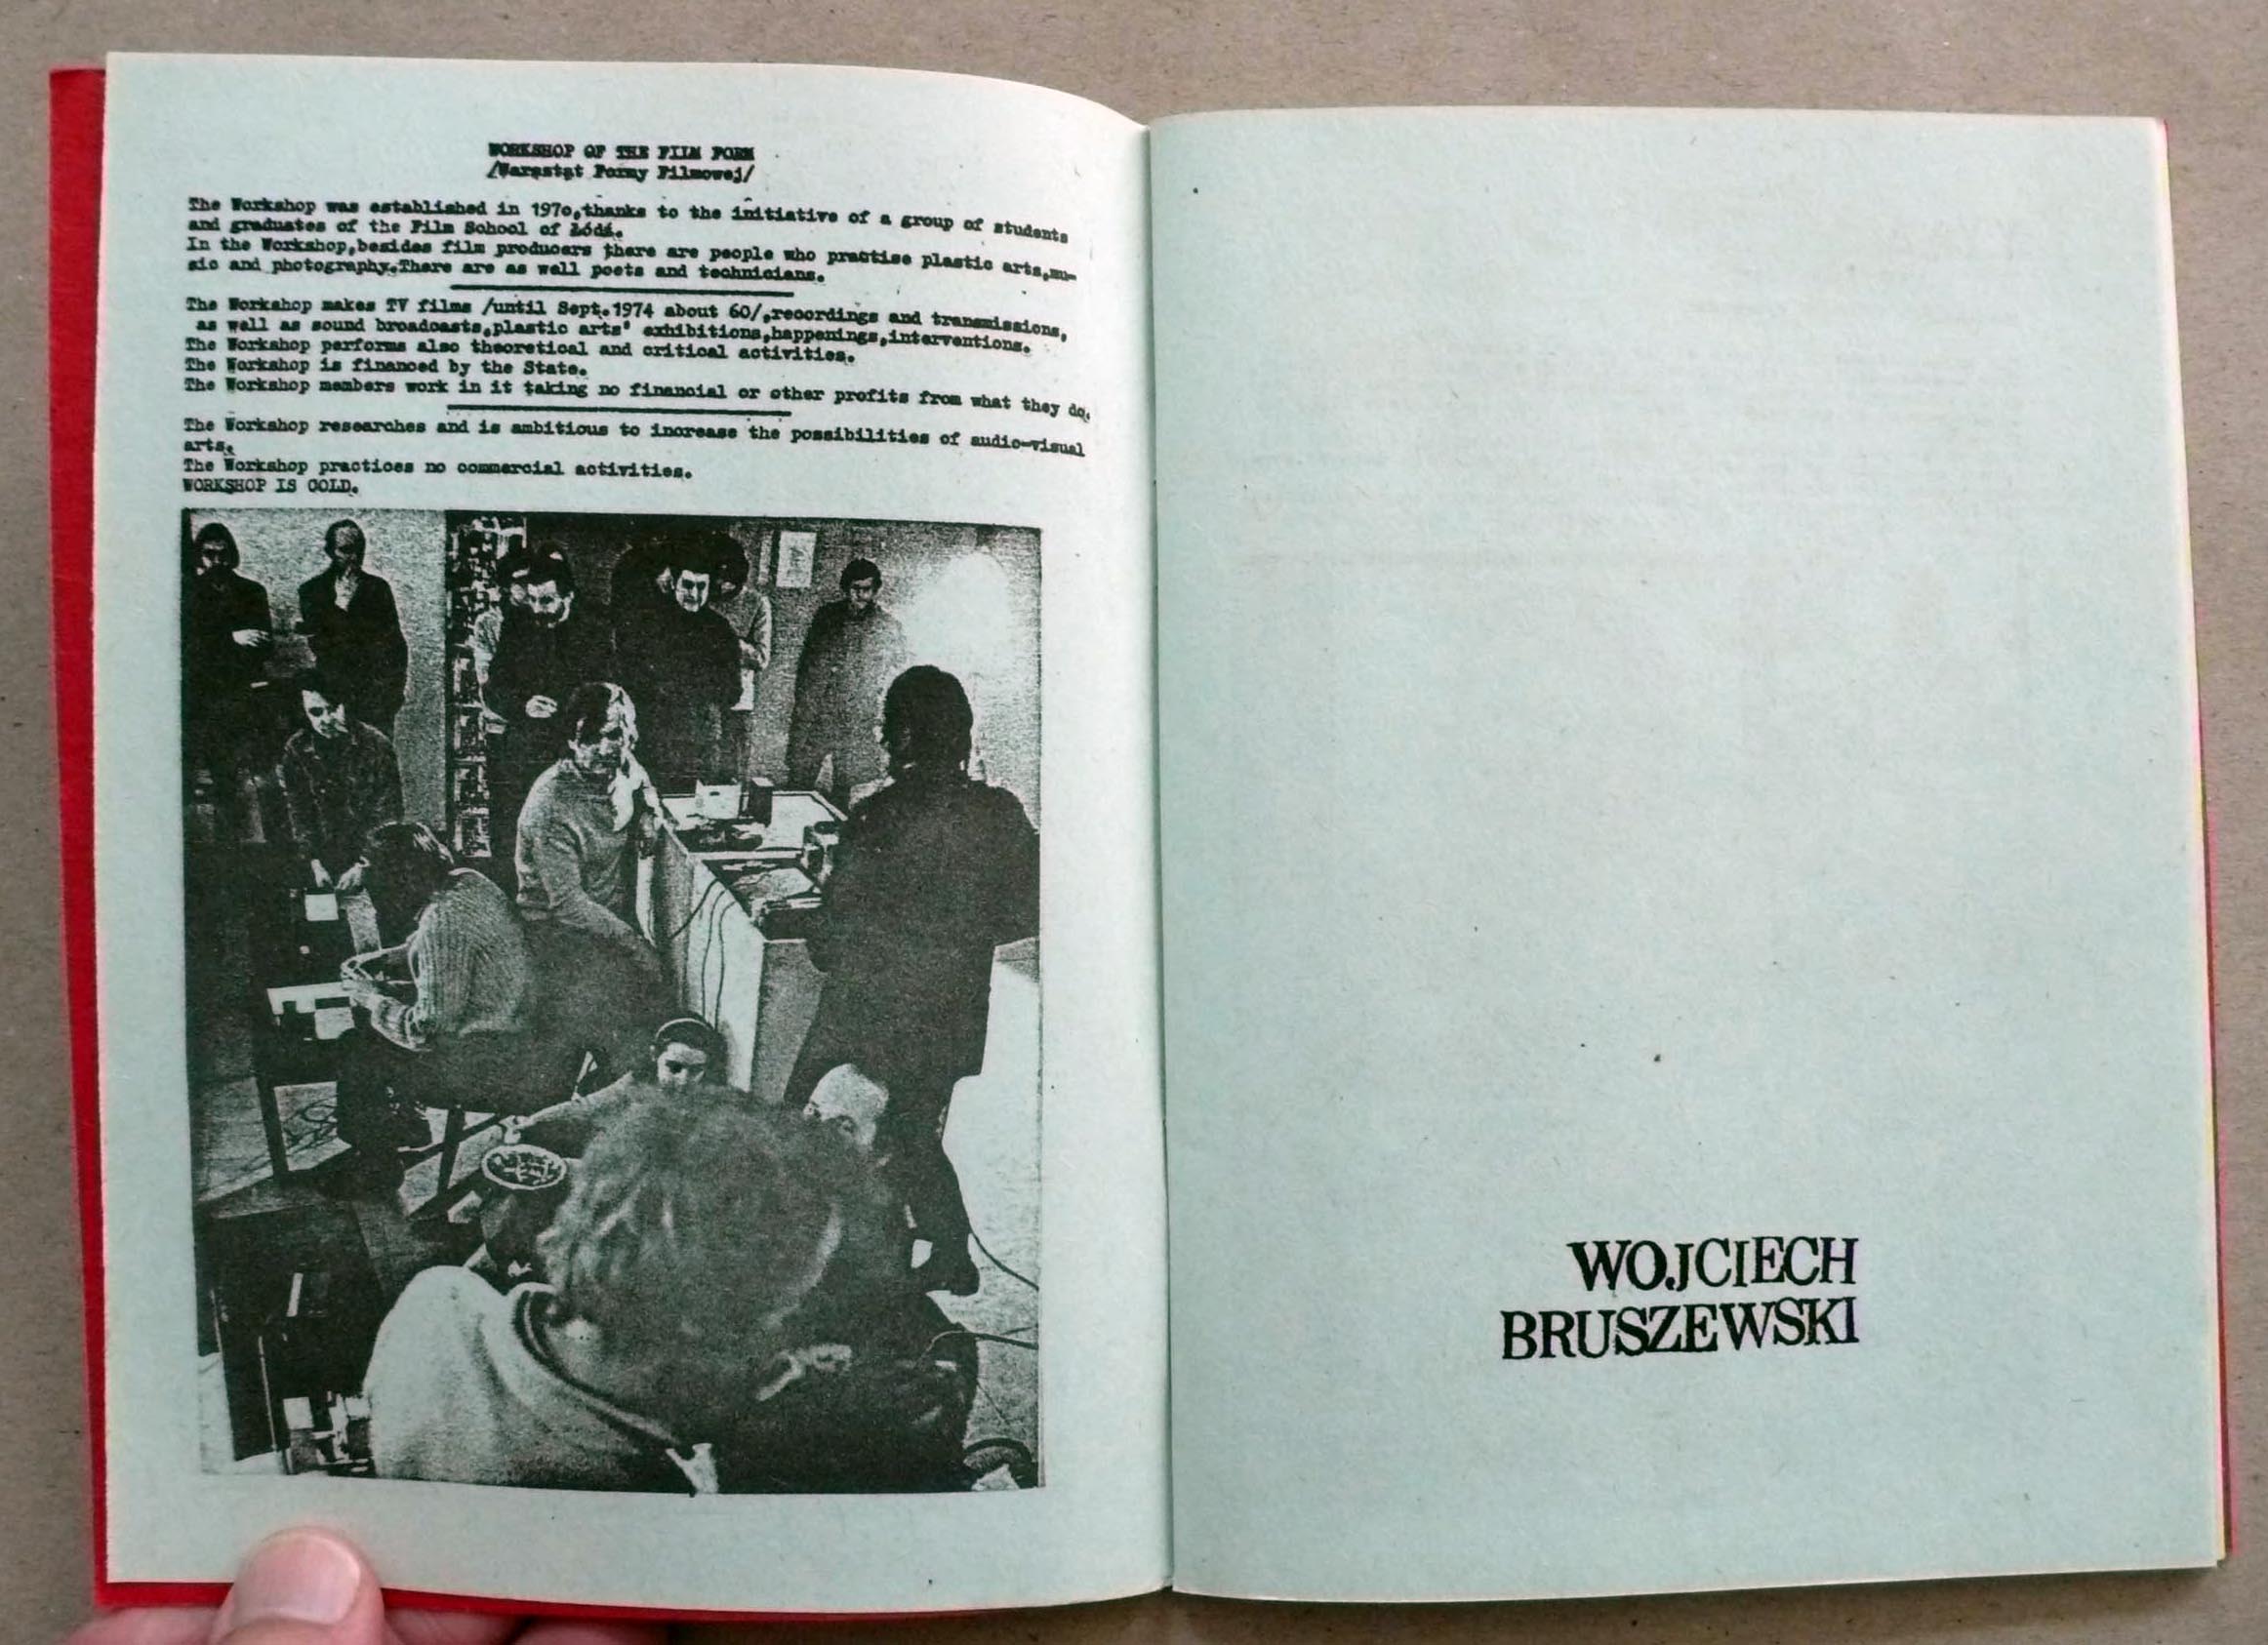 WORKSHOP OF THE FILM FORM
/Warsztat Formy Filmowej/
The Workshop was established in 197o,thanks to the initiative of a group of students
and graduates of the Film School of Łódź.
In the Workshop,besides film producers there are people who practise plastic arts,mu-
sic and photography.There are as well poets and technicians.
The Workshop makes TV films /until Sept.1974 about 60/,recordings and transmissions,
as well as sound broadcasts,plastic arts' exhibitions,happenings,interventions.
The Workshop performs also theoretical and critical activities.
The Workshop is financed by the State.
The Workshop members work in it taking no financial or other profits from what they do.
The Workshop researches and is ambitious to increase the possibilities of audio-visual
arts.
The Workshop practices no commercial activities.
WORKSHOP IS COLD.
WOJCIECH
BRUSZEWSKI